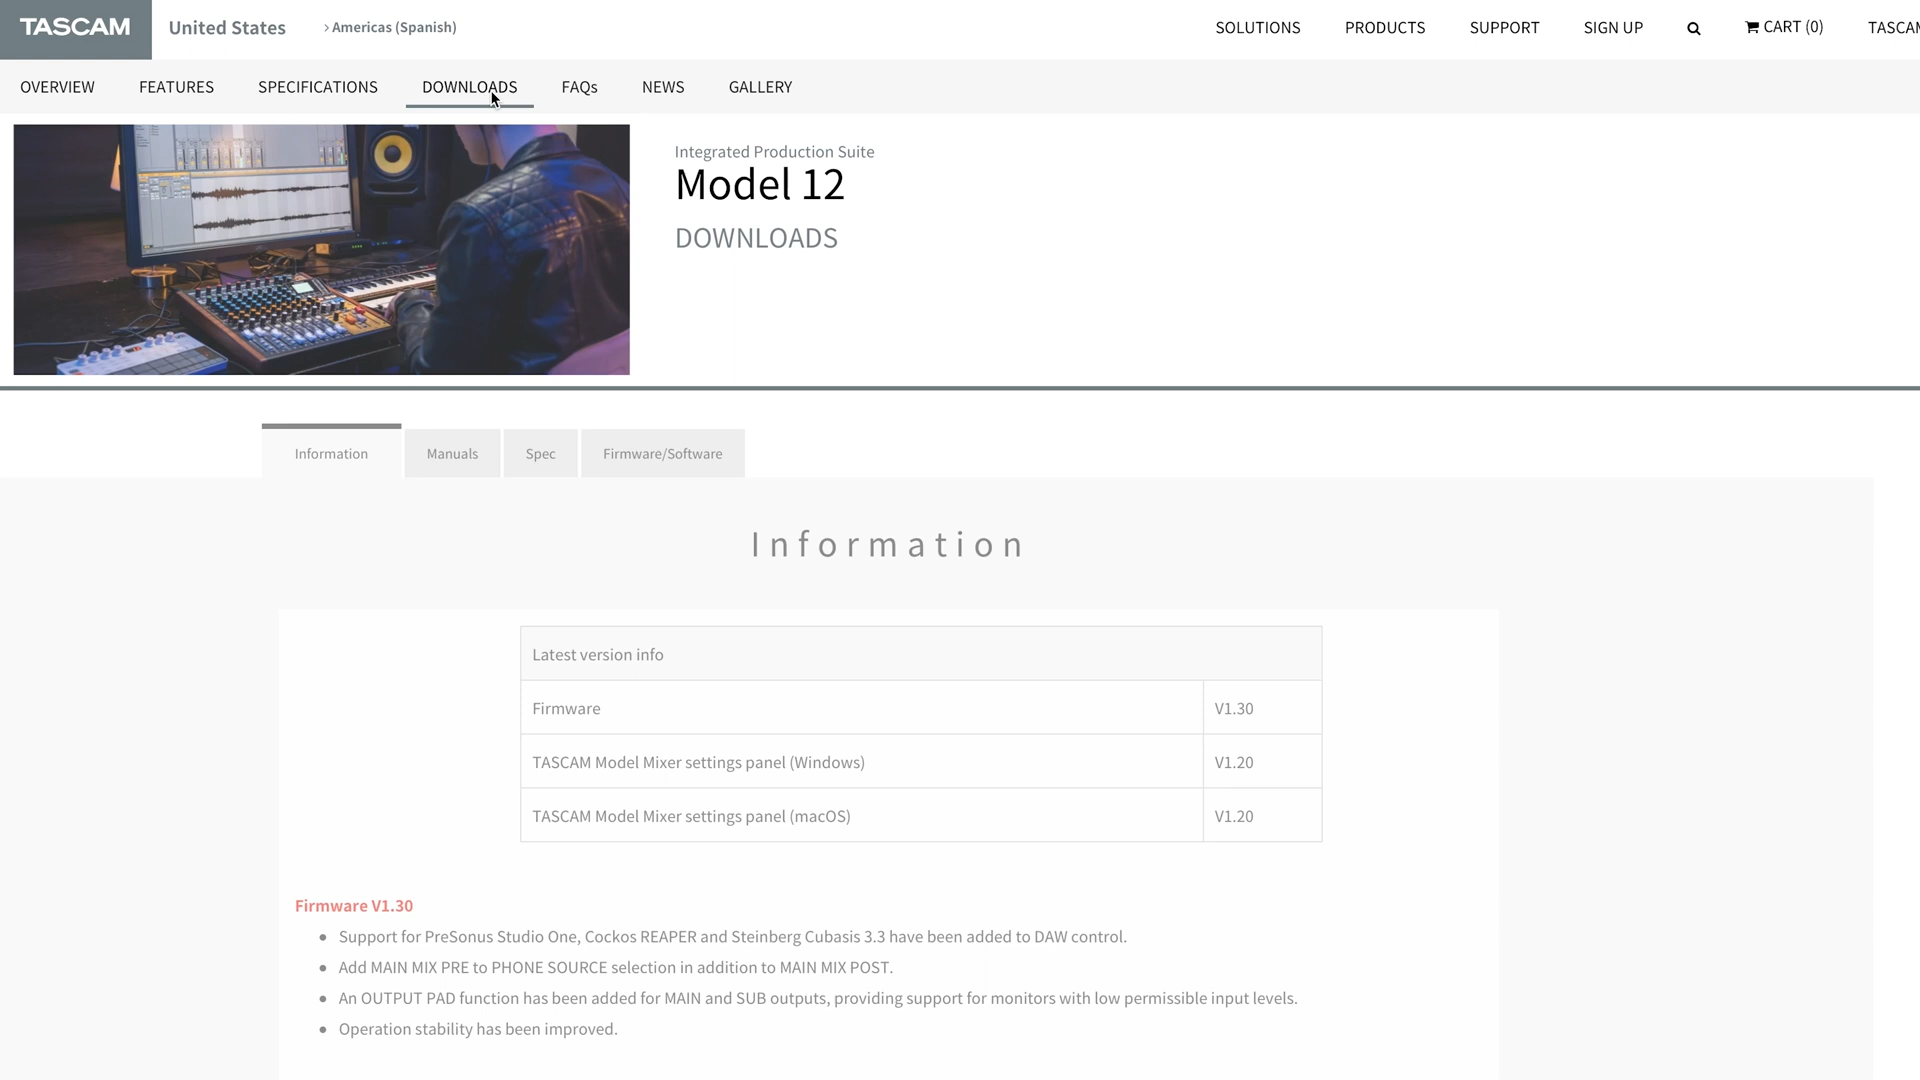 TASCAM
United States
Americas (Spanish)
SOLUTIONS
PRODUCTS
SUPPORT
SIGN UP
CART (0)
TASCAM
OVERVIEW
FEATURES
SPECIFICATIONS
DOWNLOADS
FAQs
NEWS
GALLERY
Integrated Production Suite
Model 12
DOWNLOADS
Information
Manuals
Spec
Firmware/Software
Information
Latest version info
Firmware V1.30
TASCAM Model Mixer settings panel (Windows) V1.20
TASCAM Model Mixer settings panel (macOS) V1.20
Firmware V1.30
Support for PreSonus Studio One, Cockos REAPER and Steinberg Cubasis 3.3 have been added to DAW control.
Add MAIN MIX PRE to PHONE SOURCE selection in addition to MAIN MIX POST.
An OUTPUT PAD function has been added for MAIN and SUB outputs, providing support for monitors with low permissible input levels.
Operation stability has been improved.